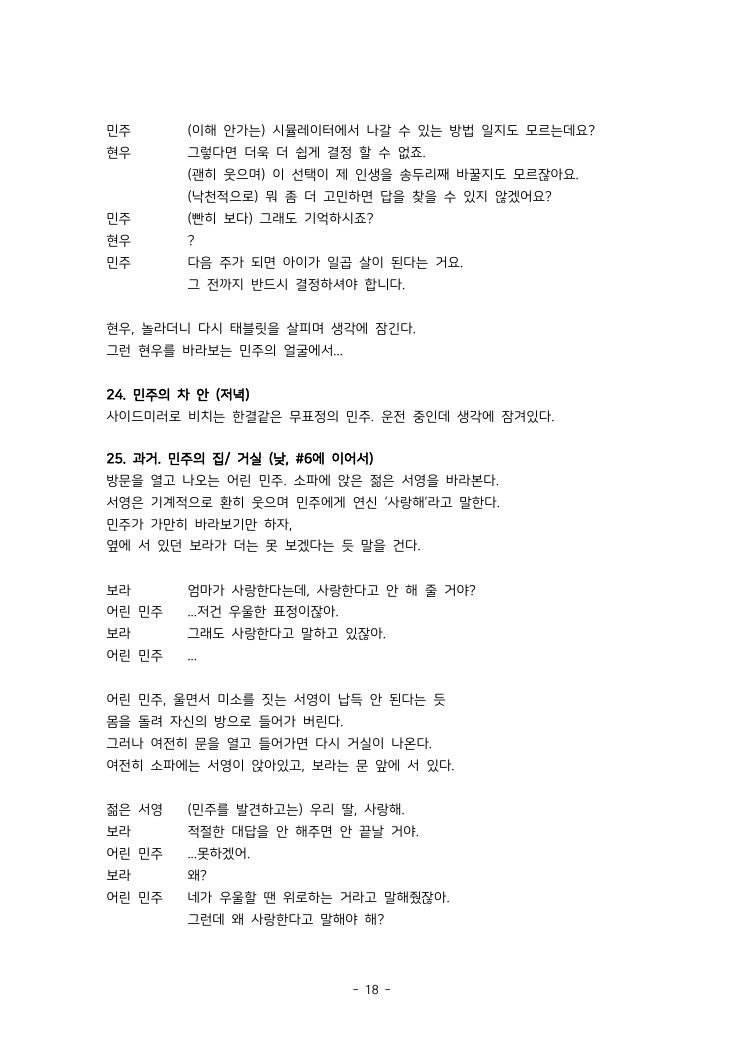 민주 (이해 안가는) 시뮬레이터에서 나갈 수 있는 방법 일지도 모르는데요?
현우 그렇다면 더욱 더 쉽게 결정 할 수 없죠.
(괜히 웃으며) 이 선택이 제 인생을 송두리째 바꿀지도 모르잖아요.
(낙천적으로) 뭐 좀 더 고민하면 답을 찾을 수 있지 않겠어요?
민주 (빤히 보다) 그래도 기억하시죠?
현우 ?
민주 다음 주가 되면 아이가 일곱 살이 된다는 거요.
그 전까지 반드시 결정하셔야 합니다.
현우, 놀라더니 다시 태블릿을 살피며 생각에 잠긴다.
그런 현우를 바라보는 민주의 얼굴에서...
24. 민주의 차 안 (저녁)
사이드미러로 비치는 한결같은 무표정의 민주. 운전 중인데 생각에 잠겨있다.
25. 과거. 민주의 집/ 거실 (낮, #6에 이어서)
방문을 열고 나오는 어린 민주. 소파에 앉은 젊은 서영을 바라본다.
서영은 기계적으로 환히 웃으며 민주에게 연신 ‘사랑해’라고 말한다.
민주가 가만히 바라보기만 하자,
옆에 서 있던 보라가 더는 못 보겠다는 듯 말을 건다.
보라 엄마가 사랑한다는데, 사랑한다고 안 해 줄 거야?
어린 민주 ...저건 우울한 표정이잖아.
보라 그래도 사랑한다고 말하고 있잖아.
어린 민주 ...
어린 민주, 울면서 미소를 짓는 서영이 납득 안 된다는 듯
몸을 돌려 자신의 방으로 들어가 버린다.
그러나 여전히 문을 열고 들어가면 다시 거실이 나온다.
여전히 소파에는 서영이 앉아있고, 보라는 문 앞에 서 있다.
젊은 서영 (민주를 발견하고는) 우리 딸, 사랑해.
보라 적절한 대답을 안 해주면 안 끝날 거야.
어린 민주 ...못하겠어.
보라 왜?
어린 민주 네가 우울할 땐 위로하는 거라고 말해줬잖아.
그런데 왜 사랑한다고 말해야 해?
- 18 -